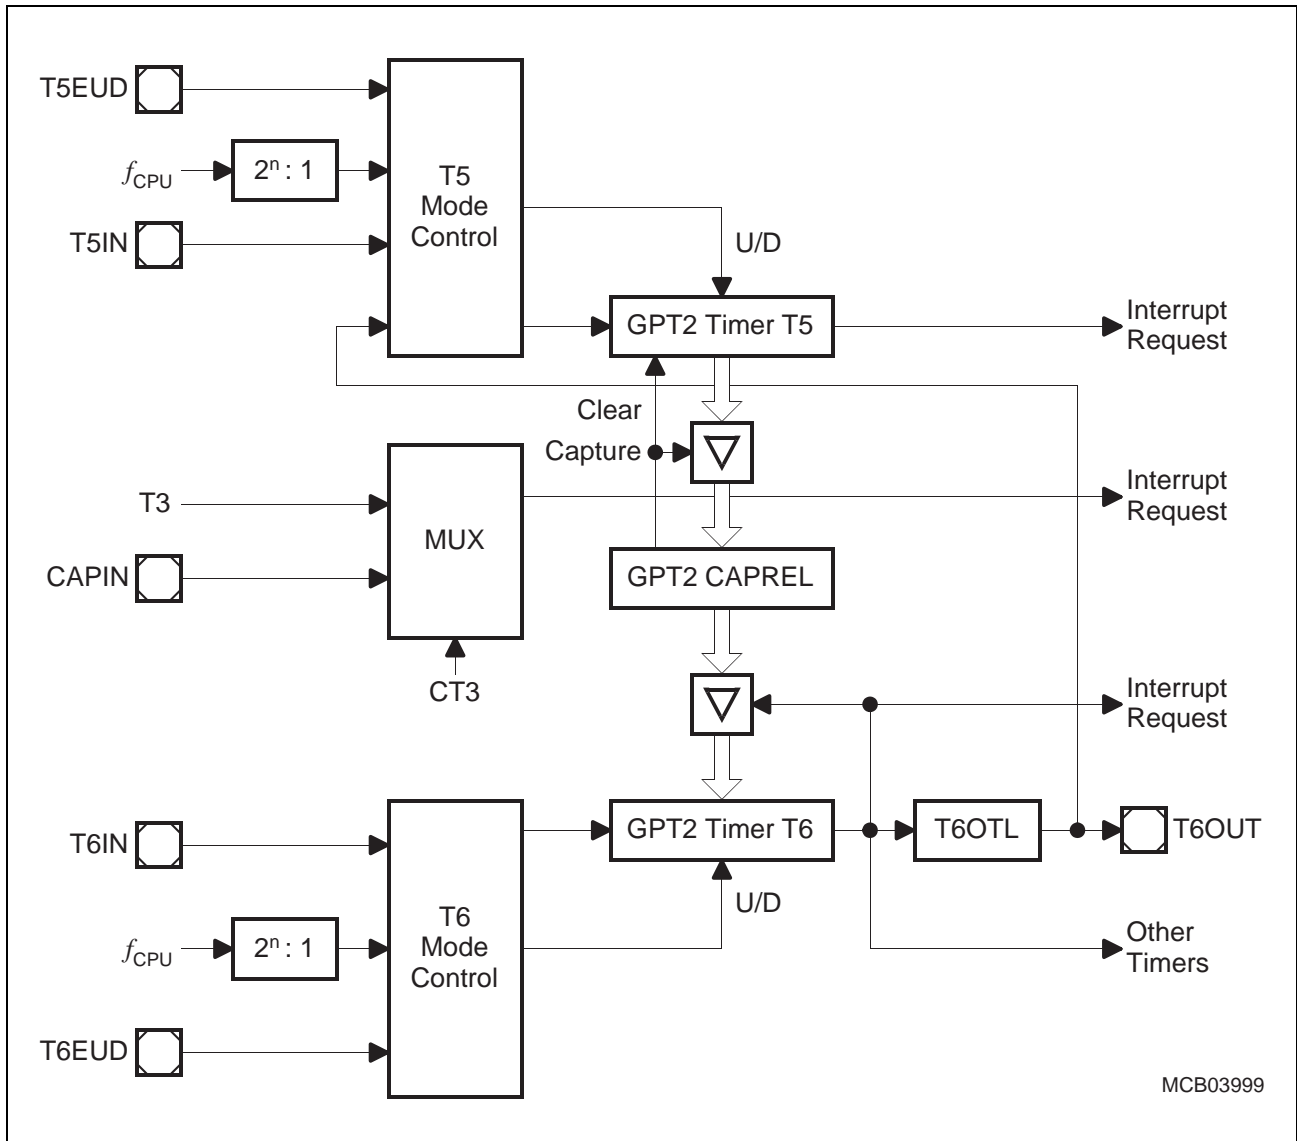 T5EUD
fCPU
2ⁿ : 1
T5IN
T5
Mode
Control
U/D
GPT2 Timer T5
Interrupt
Request
Clear
Capture
T3
CAPIN
MUX
CT3
Interrupt
Request
GPT2 CAPREL
Interrupt
Request
T6IN
fCPU
2ⁿ : 1
T6EUD
T6
Mode
Control
GPT2 Timer T6
U/D
T6OTL
T6OUT
Other
Timers
MCB03999